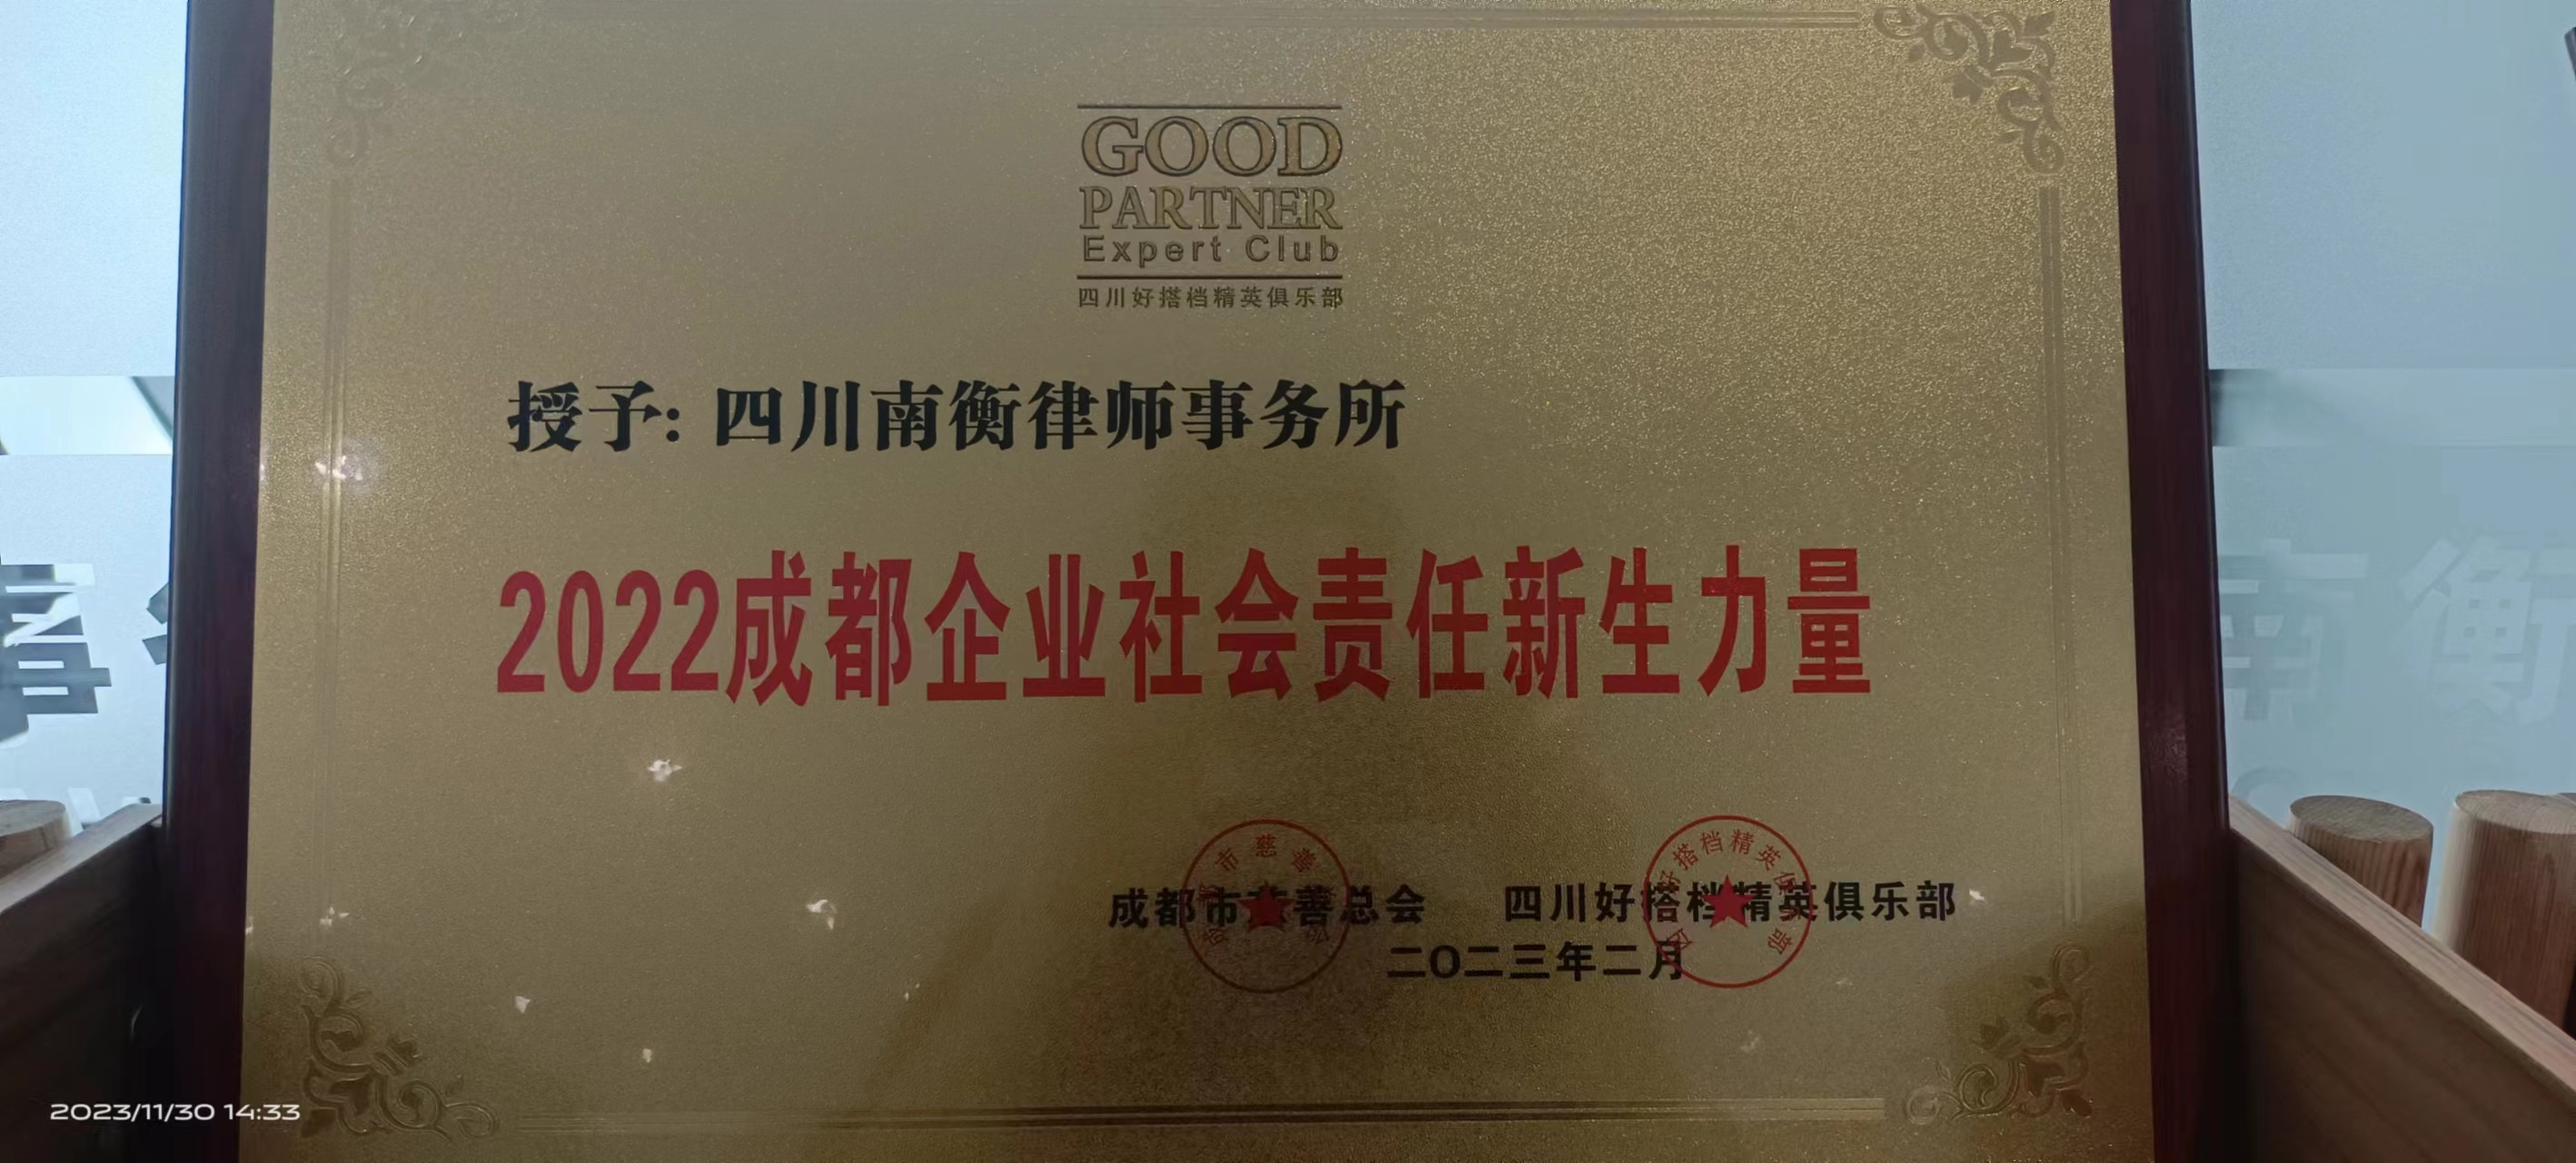 GOOD
PARTNER
Expert Club
四川好搭档精英俱乐部
授予: 四川南衡律师事务所
2022成都企业社会责任新生力量
成都市慈善总会 四川好搭档精英俱乐部
二〇二三年二月
南衡
2023/11/30 14:33